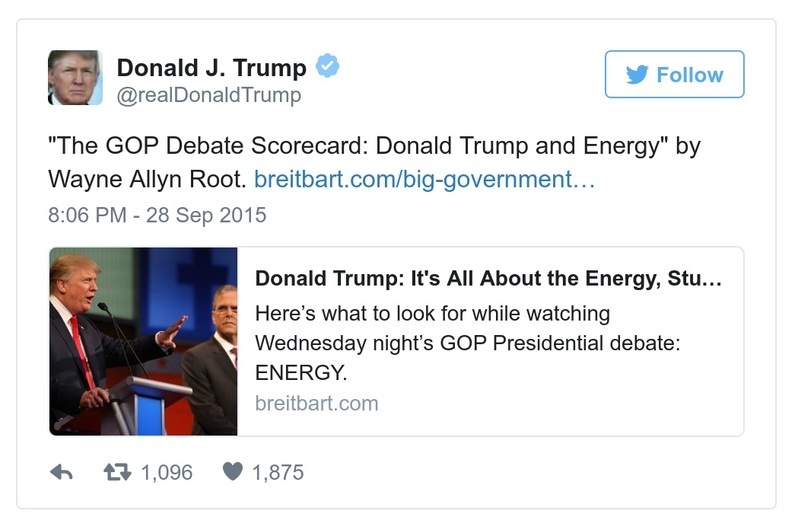 Donald J. Trump
@realDonaldTrump
Follow
"The GOP Debate Scorecard: Donald Trump and Energy" by
Wayne Allyn Root. breitbart.com/big-government…
8:06 PM - 28 Sep 2015
Donald Trump: It's All About the Energy, Stu…
Here’s what to look for while watching
Wednesday night’s GOP Presidential debate:
ENERGY.
breitbart.com
1,096
1,875